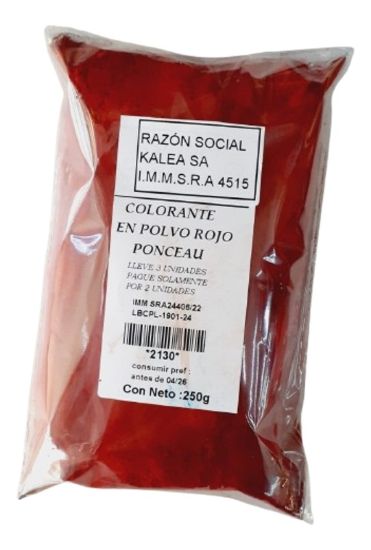 RAZÓN SOCIAL
KALEA SA
I.M.M.S.R.A 4515
COLORANTE
EN POLVO ROJO
PONCEAU
LLEVE 3 UNIDADES
PAGUE SOLAMENTE
POR 2 UNIDADES
IMM SRA24406/22
LBCPL-1901-24
*2130*
consumir pref :
antes de 04/26
Con Neto :250g